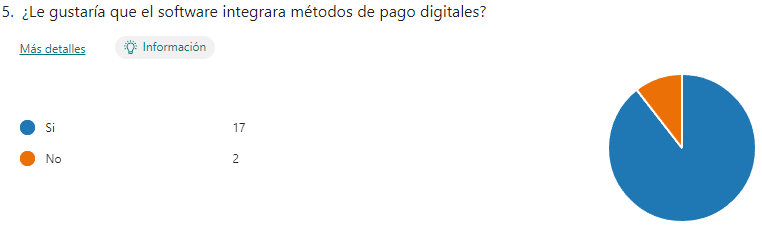 5. ¿Le gustaría que el software integrara métodos de pago digitales?
Más detalles Información
Si 17
No 2